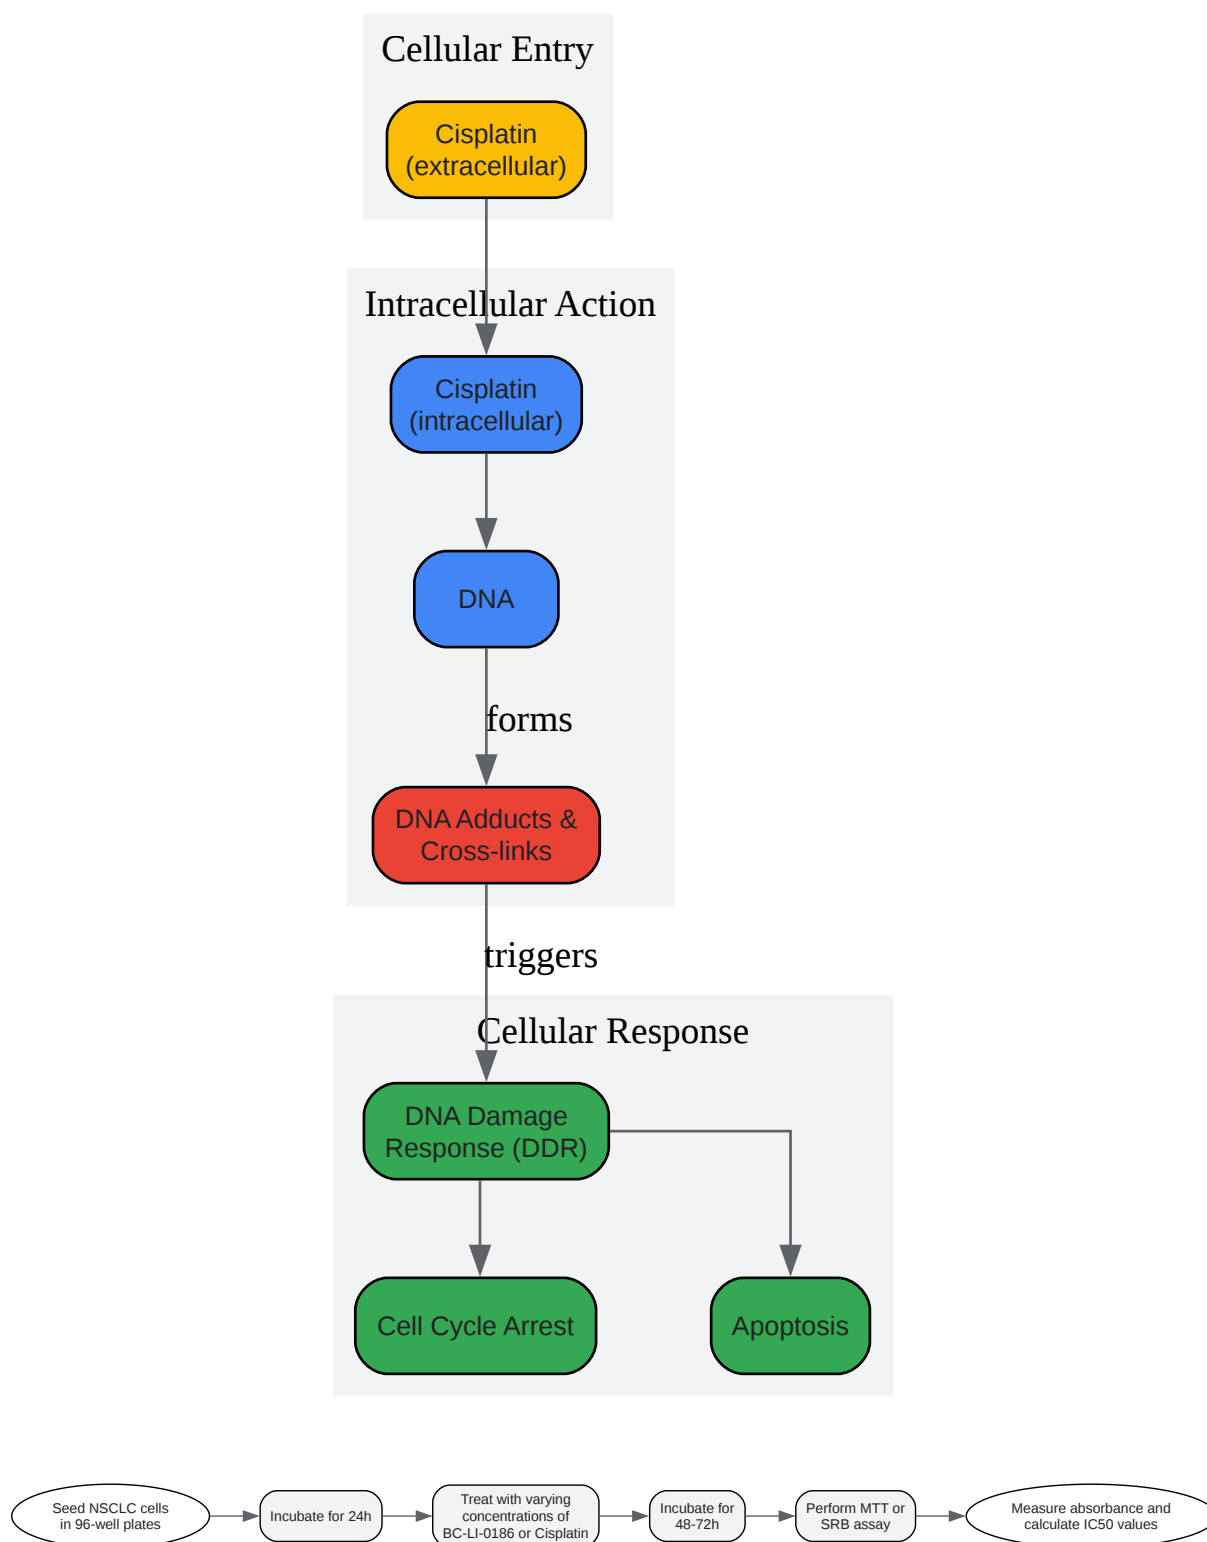 Cellular Entry
Cisplatin
(extracellular)
Intracellular Action
Cisplatin
(intracellular)
DNA
forms
DNA Adducts &
Cross-links
triggers
Cellular Response
DNA Damage
Response (DDR)
Cell Cycle Arrest
Apoptosis
Seed NSCLC cells
in 96-well plates
Incubate for 24h
Treat with varying
concentrations of
BC-LI-0186 or Cisplatin
Incubate for
48-72h
Perform MTT or
SRB assay
Measure absorbance and
calculate IC50 values